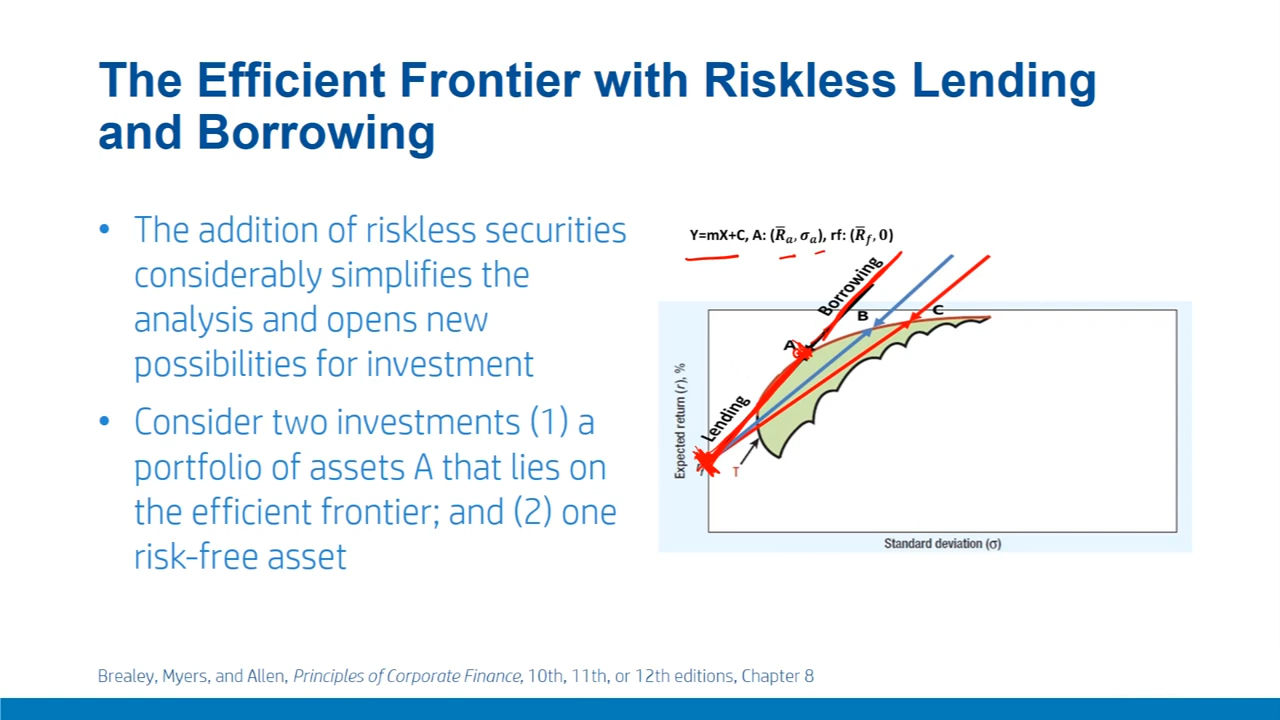 The Efficient Frontier with Riskless Lending
and Borrowing
• The addition of riskless securities
considerably simplifies the
analysis and opens new
possibilities for investment
• Consider two investments (1) a
portfolio of assets A that lies on
the efficient frontier; and (2) one
risk-free asset
Y=mX+C, A: (R̅ₐ, σₐ), rf: (R̅_f, 0)
Borrowing
B
C
A
Lending
T
Expected return (r), %
Standard deviation (σ)
Brealey, Myers, and Allen, Principles of Corporate Finance, 10th, 11th, or 12th editions, Chapter 8